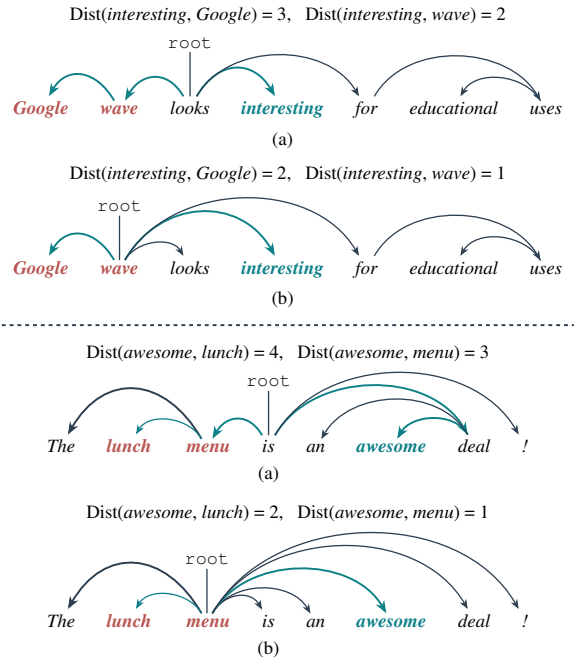 Dist(interesting, Google) = 3, Dist(interesting, wave) = 2
root
Google wave looks interesting for educational uses
(a)
Dist(interesting, Google) = 2, Dist(interesting, wave) = 1
root
Google wave looks interesting for educational uses
(b)
Dist(awesome, lunch) = 4, Dist(awesome, menu) = 3
root
The lunch menu is an awesome deal !
(a)
Dist(awesome, lunch) = 2, Dist(awesome, menu) = 1
root
The lunch menu is an awesome deal !
(b)